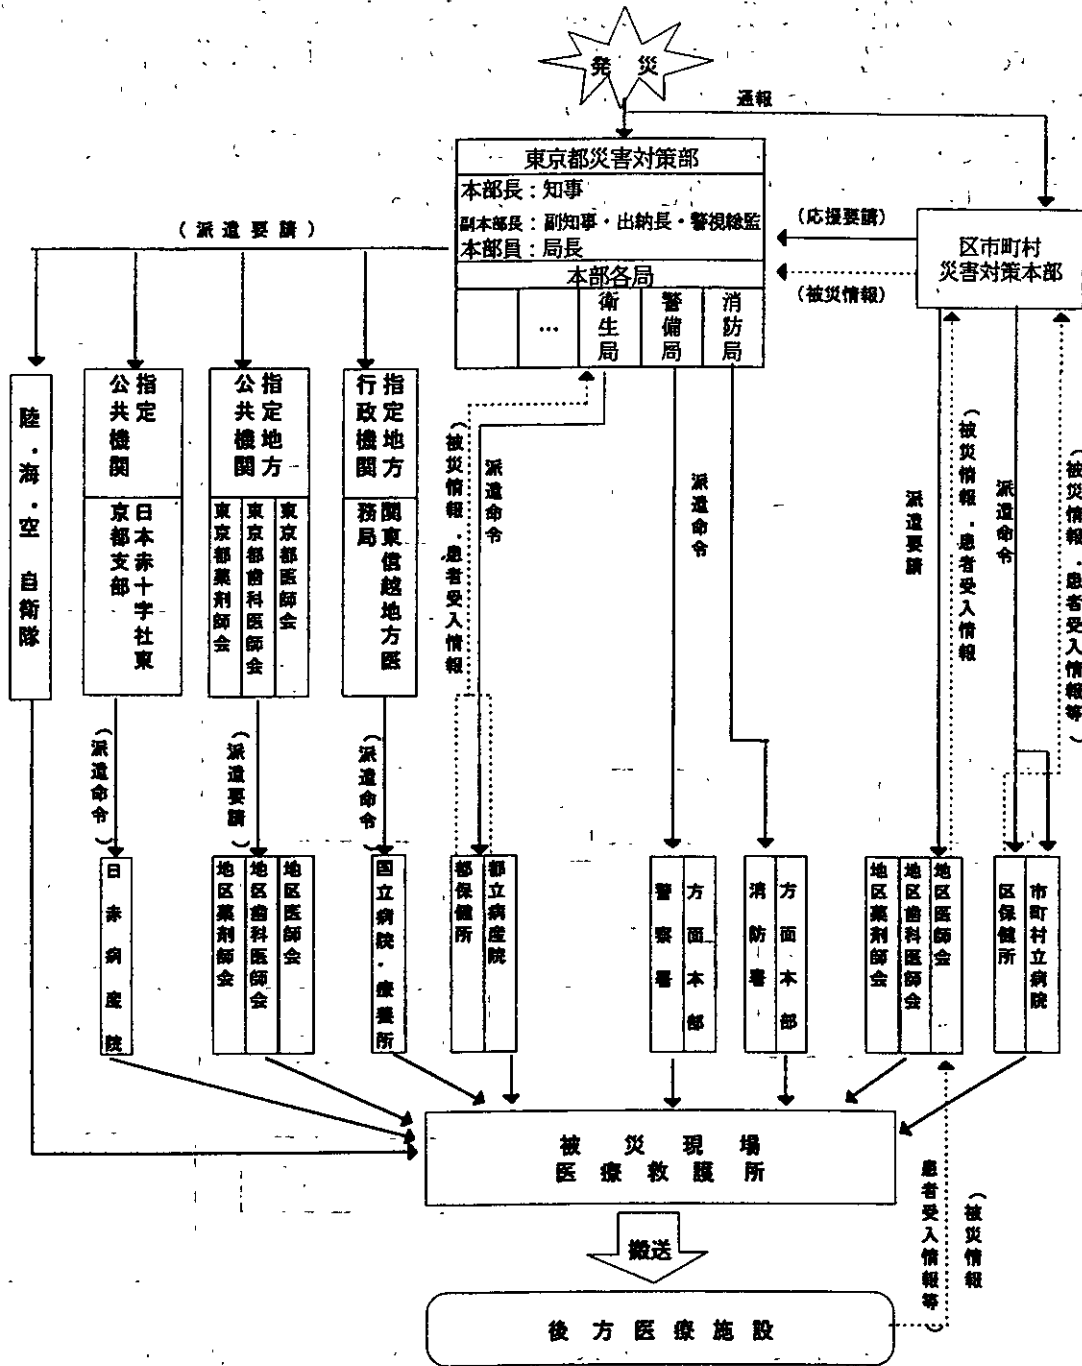 発災
通報
東京都災害対策部
本部長：知事
副本部長：副知事・出納長・警視総監
本部員：局長
本部各局
…
衛生局
警備局
消防局
（応援要請）
（被災情報）
区市町村
災害対策本部
（派遣要請）
陸・海・空 自衛隊
指定
公共機関
日本赤十字社東
京都支部
指定地方
公共機関
東京都医師会
東京都歯科医師会
東京都薬剤師会
指定地方
行政機関
関東信越地方医
務局
（被災情報・患者受入情報
派遣命令
派遣命令
派遣要請
（被災情報・患者受入情報
派遣命令
（被災情報・患者受入情報等）
（派遣命令）
（派遣要請）
（派遣命令）
日赤病産院
地区医師会
地区歯科医師会
地区薬剤師会
国立病院・療養所
都立病産院
都保健所
方面本部
警察署
方面本部
消防署
地区医師会
地区歯科医師会
地区薬剤師会
市町村立病院
区保健所
被災現場
医療救護所
搬送
（被災情報
患者受入情報等）
後方医療施設